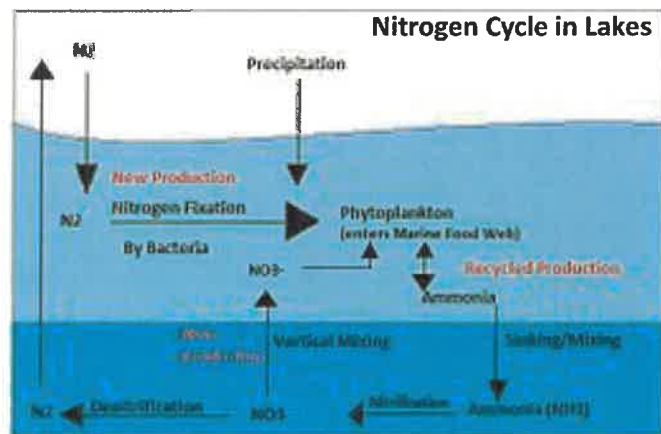 Nitrogen Cycle in Lakes
Precipitation
New Production
N2
Nitrogen Fixation
Phytoplankton
(enters Marine Food Web)
By Bacteria
NO3-
Recycled Production
Ammonia
Vertical Mixing
Sinking/Mixing
N2
Denitrification
NO3
Nitrification
Ammonia (NH3)